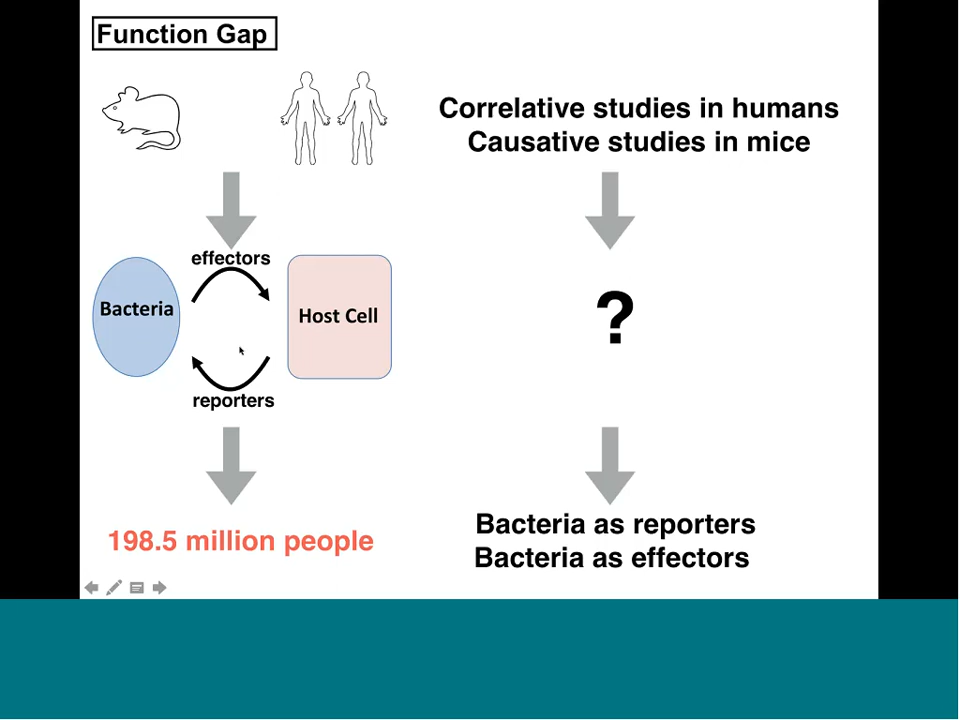 Function Gap
Correlative studies in humans
Causative studies in mice
effectors
Bacteria
Host Cell
?
reporters
198.5 million people
Bacteria as reporters
Bacteria as effectors